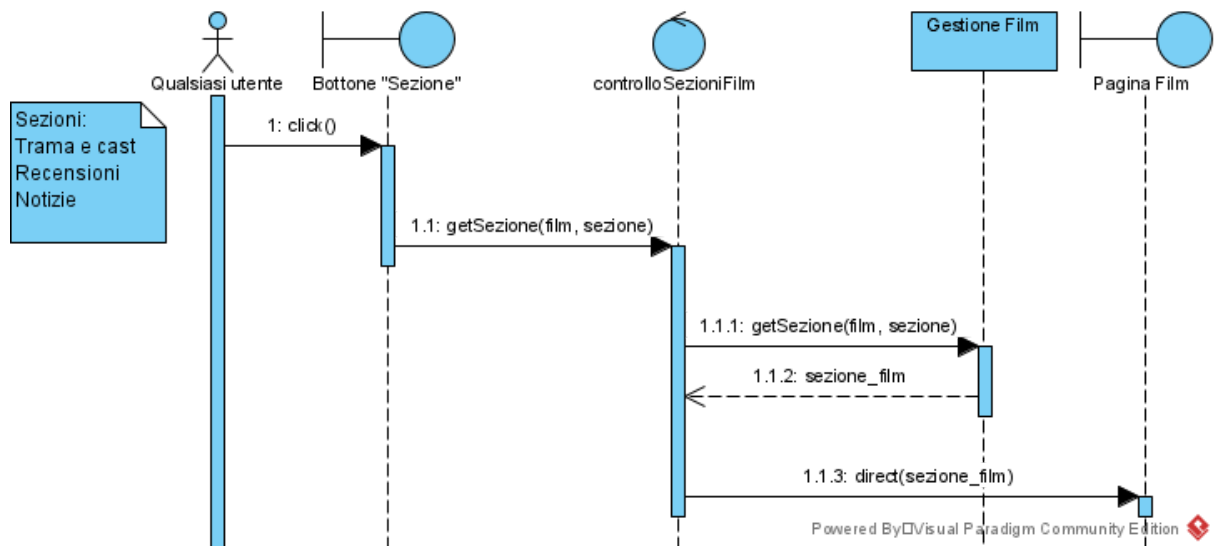 Gestione Film
Qualsiasi utente
Bottone "Sezione"
controlloSezioniFilm
Pagina Film
Sezioni:
Trama e cast
Recensioni
Notizie
1: click()
1.1: getSezione(film, sezione)
1.1.1: getSezione(film, sezione)
1.1.2: sezione_film
1.1.3: direct(sezione_film)
Powered By□Visual Paradigm Community Edition